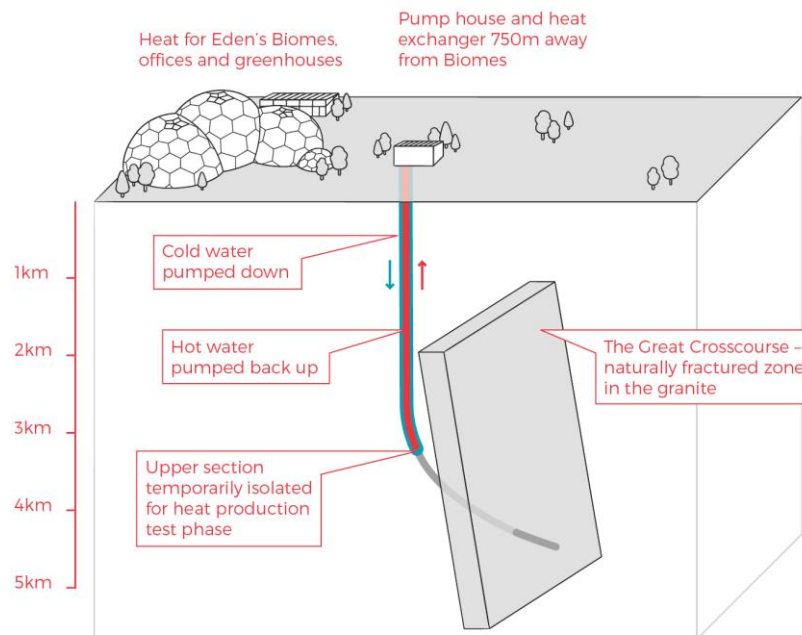 Heat for Eden's Biomes,
offices and greenhouses
Pump house and heat
exchanger 750m away
from Biomes
Cold water
pumped down
1km
Hot water
pumped back up
2km
The Great Crosscourse –
naturally fractured zone
in the granite
3km
Upper section
temporarily isolated
for heat production
test phase
4km
5km